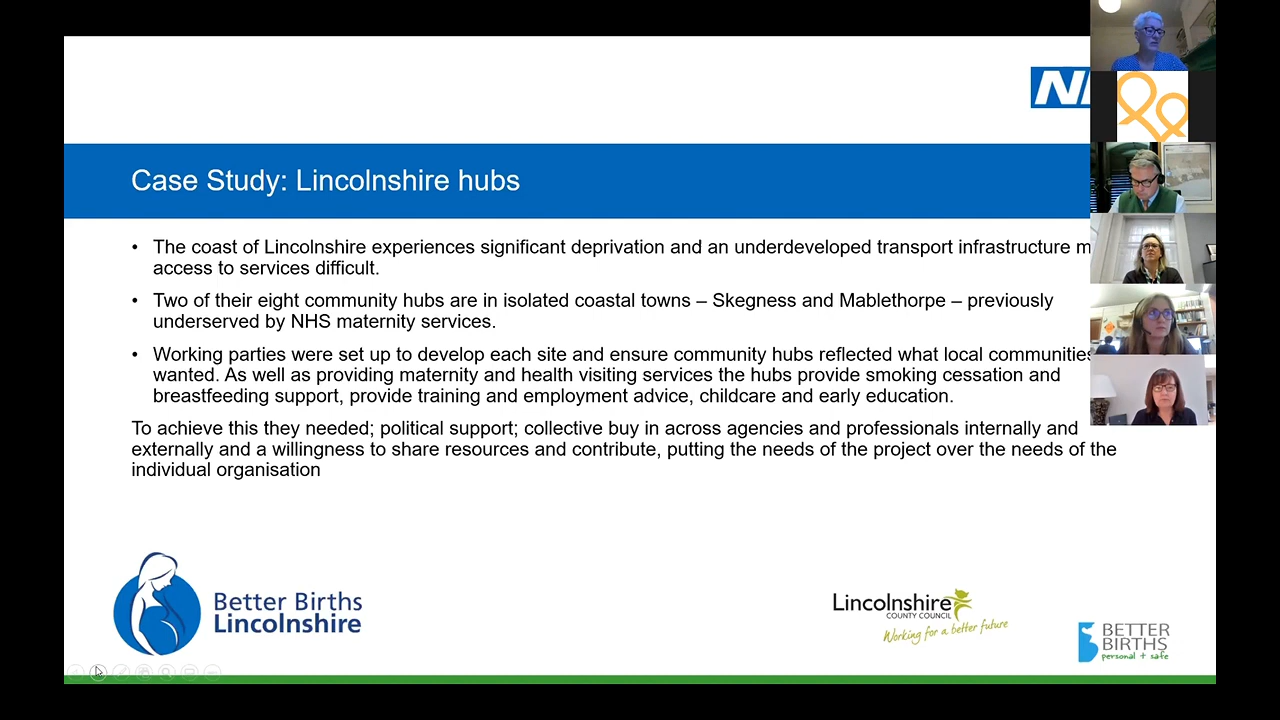 Case Study: Lincolnshire hubs
• The coast of Lincolnshire experiences significant deprivation and an underdeveloped transport infrastructure
access to services difficult.
• Two of their eight community hubs are in isolated coastal towns – Skegness and Mablethorpe – previously
underserved by NHS maternity services.
• Working parties were set up to develop each site and ensure community hubs reflected what local communities
wanted. As well as providing maternity and health visiting services the hubs provide smoking cessation and
breastfeeding support, provide training and employment advice, childcare and early education.
To achieve this they needed; political support; collective buy in across agencies and professionals internally and
externally and a willingness to share resources and contribute, putting the needs of the project over the needs of the
individual organisation
Better Births
Lincolnshire
Lincolnshire
COUNTY COUNCIL
Working for a better future
BETTER
BIRTHS
personal + safe